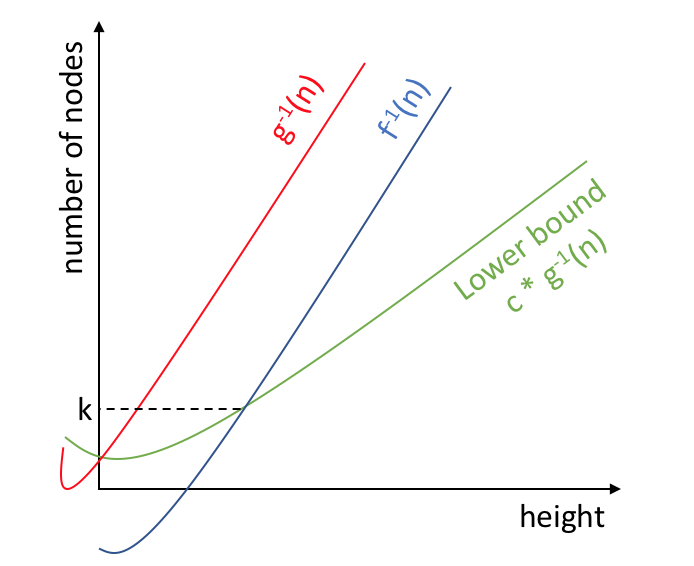 number of nodes
g⁻¹(n)
f⁻¹(n)
Lower bound
c * g⁻¹(n)
k
height